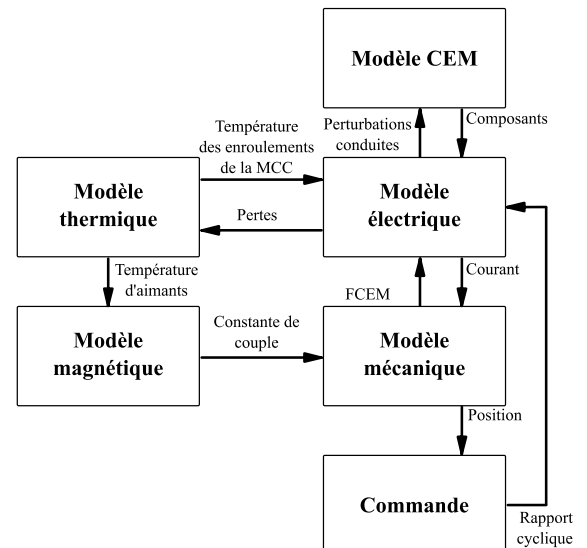 Modèle CEM
Température
des enroulements
de la MCC
Perturbations
conduites
Composants
Modèle
thermique
Modèle
électrique
Pertes
Température
d'aimants
FCEM
Courant
Modèle
magnétique
Constante de
couple
Modèle
mécanique
Position
Commande
Rapport
cyclique